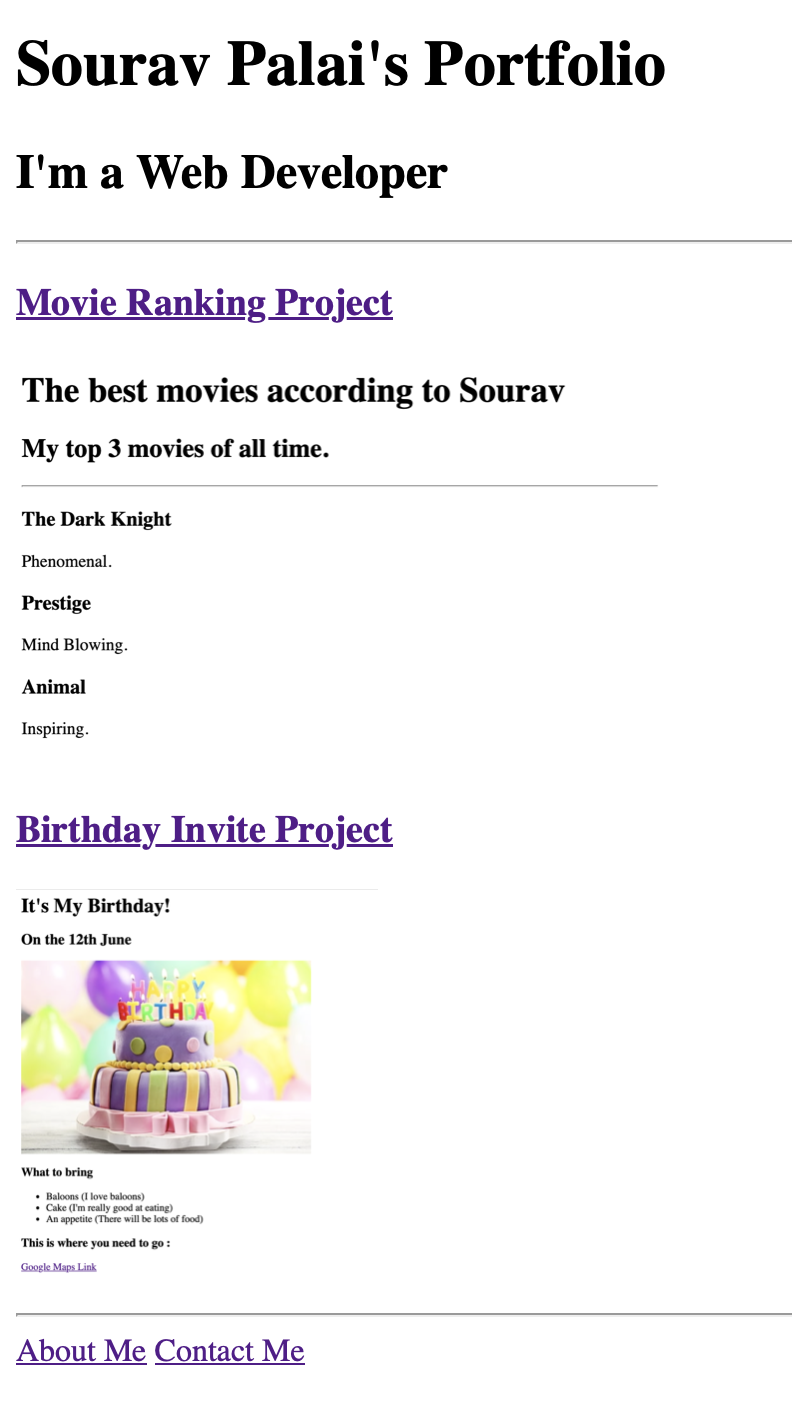 Sourav Palai's Portfolio
I'm a Web Developer
Movie Ranking Project
The best movies according to Sourav
My top 3 movies of all time.
The Dark Knight
Phenomenal.
Prestige
Mind Blowing.
Animal
Inspiring.
Birthday Invite Project
It's My Birthday!
On the 12th June
HAPPY
BIRTHDA
What to bring
Baloons (I love baloons)
Cake (I'm really good at eating)
An appetite (There will be lots of food)
This is where you need to go :
Google Maps Link
About Me Contact Me